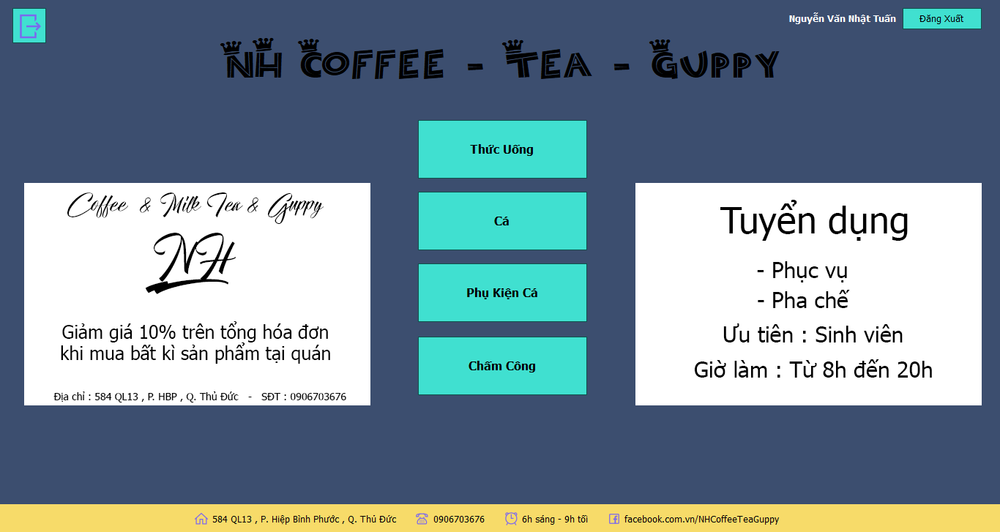 Nguyễn Văn Nhật Tuấn
Đăng Xuất
NH Coffee - Tea - Guppy
Thức Uống
Cá
Phụ Kiện Cá
Chấm Công
Coffee & Milk Tea & Guppy
NH
Giảm giá 10% trên tổng hóa đơn
khi mua bất kì sản phẩm tại quán
Địa chỉ : 584 QL13 , P. HBP , Q. Thủ Đức - SĐT : 0906703676
Tuyển dụng
- Phục vụ
- Pha chế
Ưu tiên : Sinh viên
Giờ làm : Từ 8h đến 20h
584 QL13 , P. Hiệp Bình Phước , Q. Thủ Đức
0906703676
6h sáng - 9h tối
facebook.com.vn/NHCoffeeTeaGuppy